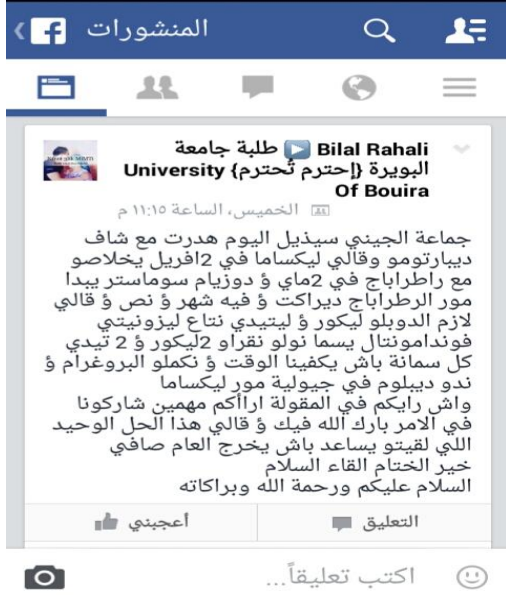 المنشورات
Bilal Rahali ▶ طلبة جامعة
البويرة {إحترم تُحترم} University
Of Bouira
الخميس، الساعة ١١:١٥ م
جماعة الجيني سيذيل اليوم هدرت مع شاف
ديبارتومو وقالي ليكساما في 2افريل يخلاصو
مع راطراباج في 2ماي ؤ دوزيام سوماستر يبدا
مور الرطراباج ديراكت ؤ فيه شهر ؤ نص ؤ قالي
لازم الدوبلو ليكور ؤ ليتيدي نتاع ليزونيتي
فوندامونتال يسما نولو نقراو 2ليكور ؤ 2 تيدي
كل سمانة باش يكفينا الوقت ؤ نكملو البروغرام ؤ
ندو ديبلوم في جيولية مور ليكساما
واش رايكم في المقولة اراأكم مهمين شاركونا
في الامر بارك الله فيك ؤ قالي هذا الحل الوحيد
اللي لقيتو يساعد باش يخرج العام صافي
خير الختام القاء السلام
السلام عليكم ورحمة الله وبراكاته
أعجبني
التعليق
اكتب تعليقاً...